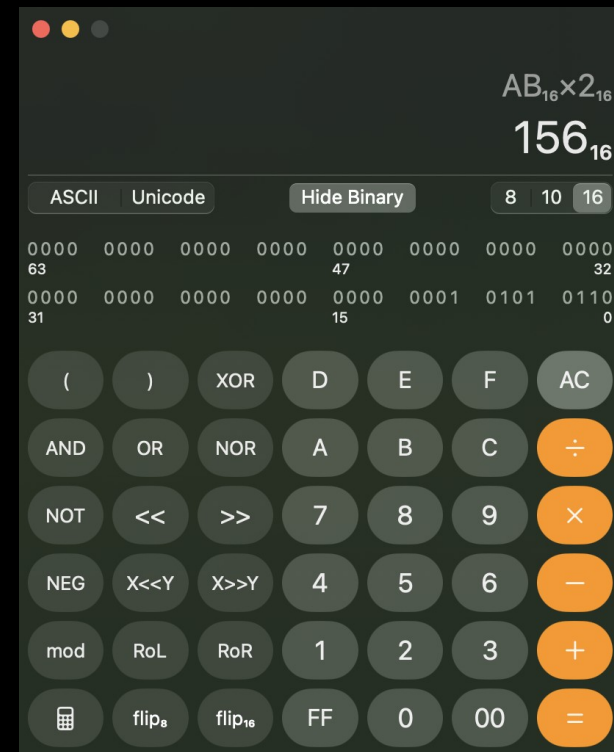 AB₁₆×2₁₆
156₁₆
ASCII Unicode Hide Binary 8 10 16
0000 0000 0000 0000 0000 0000 0000 0000
63 47 32
0000 0000 0000 0000 0000 0001 0101 0110
31 15 0
( ) XOR D E F AC
AND OR NOR A B C ÷
NOT << >> 7 8 9 ×
NEG X<<Y X>>Y 4 5 6 −
mod RoL RoR 1 2 3 +
flip₈ flip₁₆ FF 0 00 =